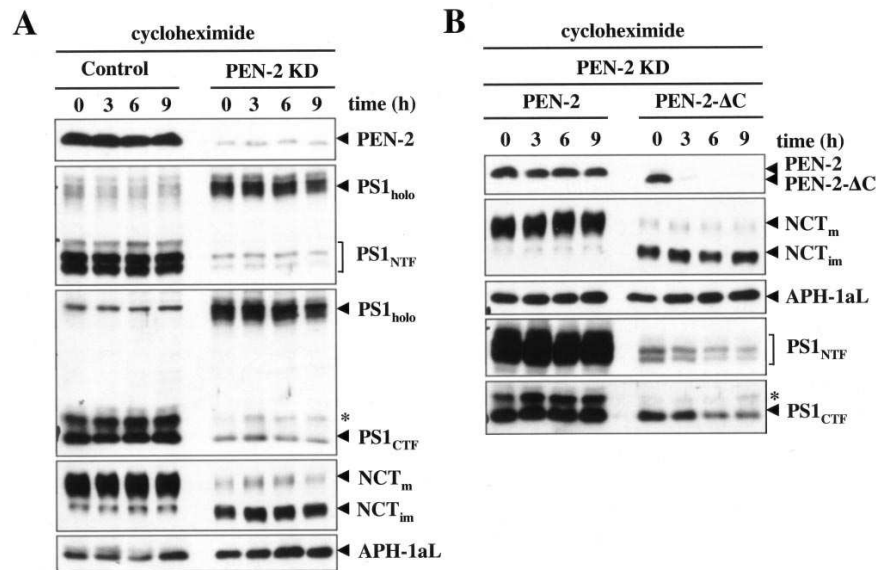 A
cycloheximide
Control PEN-2 KD
0 3 6 9 0 3 6 9 time (h)
PEN-2
PS1holo
PS1NTF
PS1holo
*
PS1CTF
NCTm
NCTim
APH-1aL
B
cycloheximide
PEN-2 KD
PEN-2 PEN-2-ΔC
0 3 6 9 0 3 6 9 time (h)
PEN-2
PEN-2-ΔC
NCTm
NCTim
APH-1aL
PS1NTF
*
PS1CTF